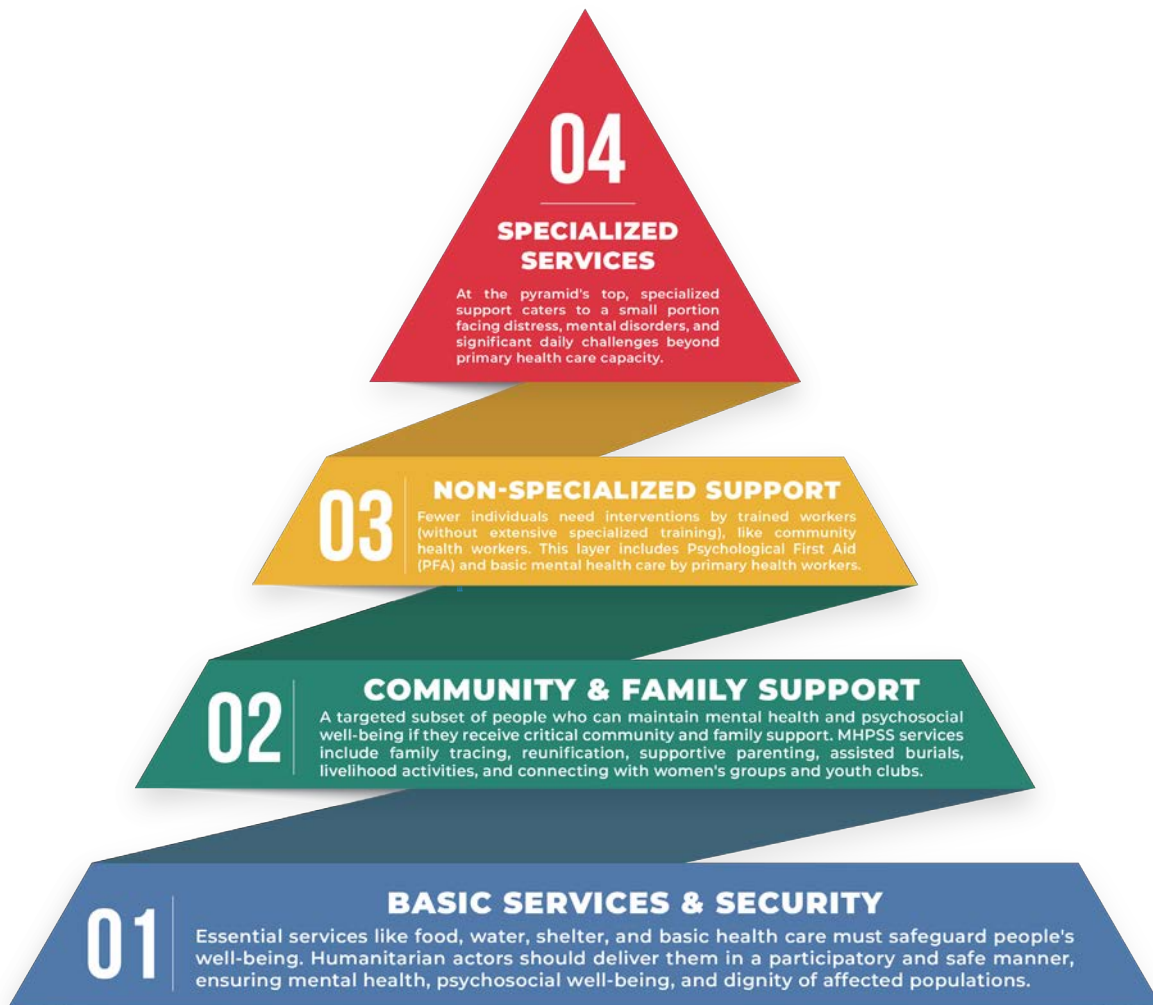 04
SPECIALIZED
SERVICES
At the pyramid's top, specialized
support caters to a small portion
facing distress, mental disorders, and
significant daily challenges beyond
primary health care capacity.
03
NON-SPECIALIZED SUPPORT
Fewer individuals need interventions by trained workers
(without extensive specialized training), like community
health workers. This layer includes Psychological First Aid
(PFA) and basic mental health care by primary health workers.
02
COMMUNITY & FAMILY SUPPORT
A targeted subset of people who can maintain mental health and psychosocial
well-being if they receive critical community and family support. MHPSS services
include family tracing, reunification, supportive parenting, assisted burials,
livelihood activities, and connecting with women's groups and youth clubs.
01
BASIC SERVICES & SECURITY
Essential services like food, water, shelter, and basic health care must safeguard people's
well-being. Humanitarian actors should deliver them in a participatory and safe manner,
ensuring mental health, psychosocial well-being, and dignity of affected populations.